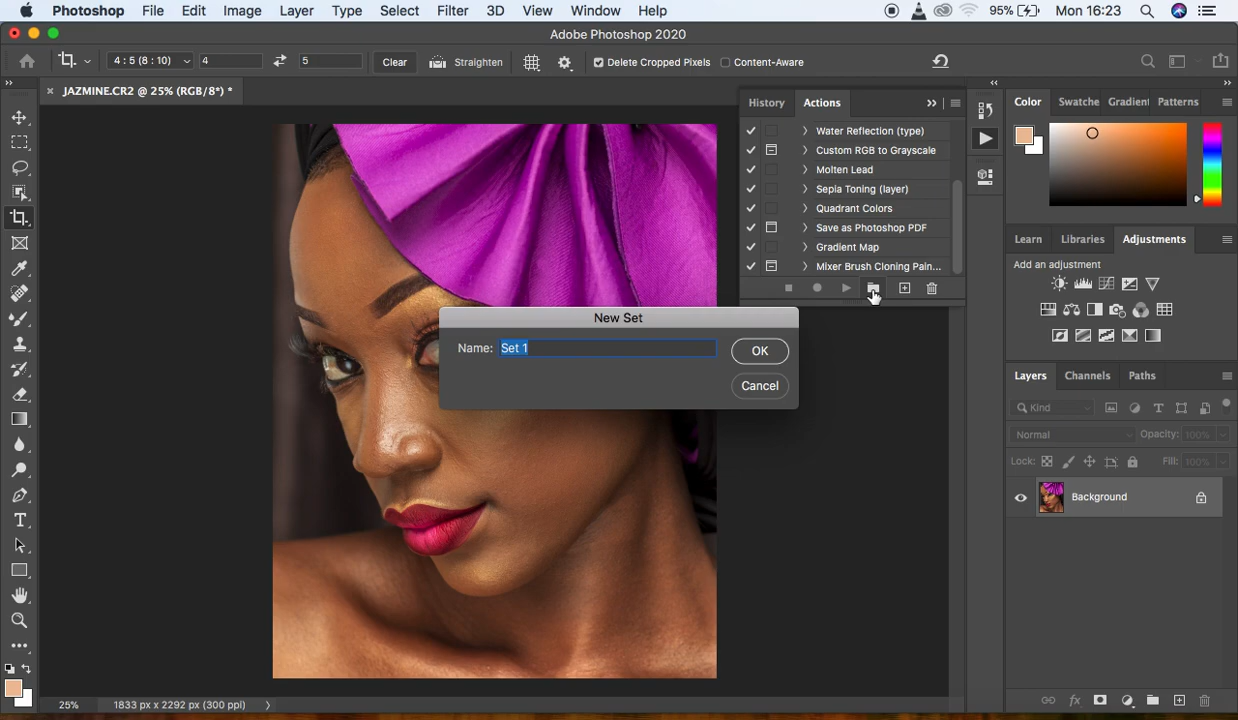 Photoshop File Edit Image Layer Type Select Filter 3D View Window Help 95% Mon 16:23
Adobe Photoshop 2020
4 : 5 (8 : 10) 4 5 Clear Straighten Delete Cropped Pixels Content-Aware
JAZMINE.CR2 @ 25% (RGB/8*) *
History Actions
Water Reflection (type)
Custom RGB to Grayscale
Molten Lead
Sepia Toning (layer)
Quadrant Colors
Save as Photoshop PDF
Gradient Map
Mixer Brush Cloning Pain...
New Set
Name: Set 1
OK
Cancel
Color Swatche Gradien Patterns
Learn Libraries Adjustments
Add an adjustment
Layers Channels Paths
Kind
Normal Opacity: 100%
Lock: Fill: 100%
Background
25% 1833 px x 2292 px (300 ppi)